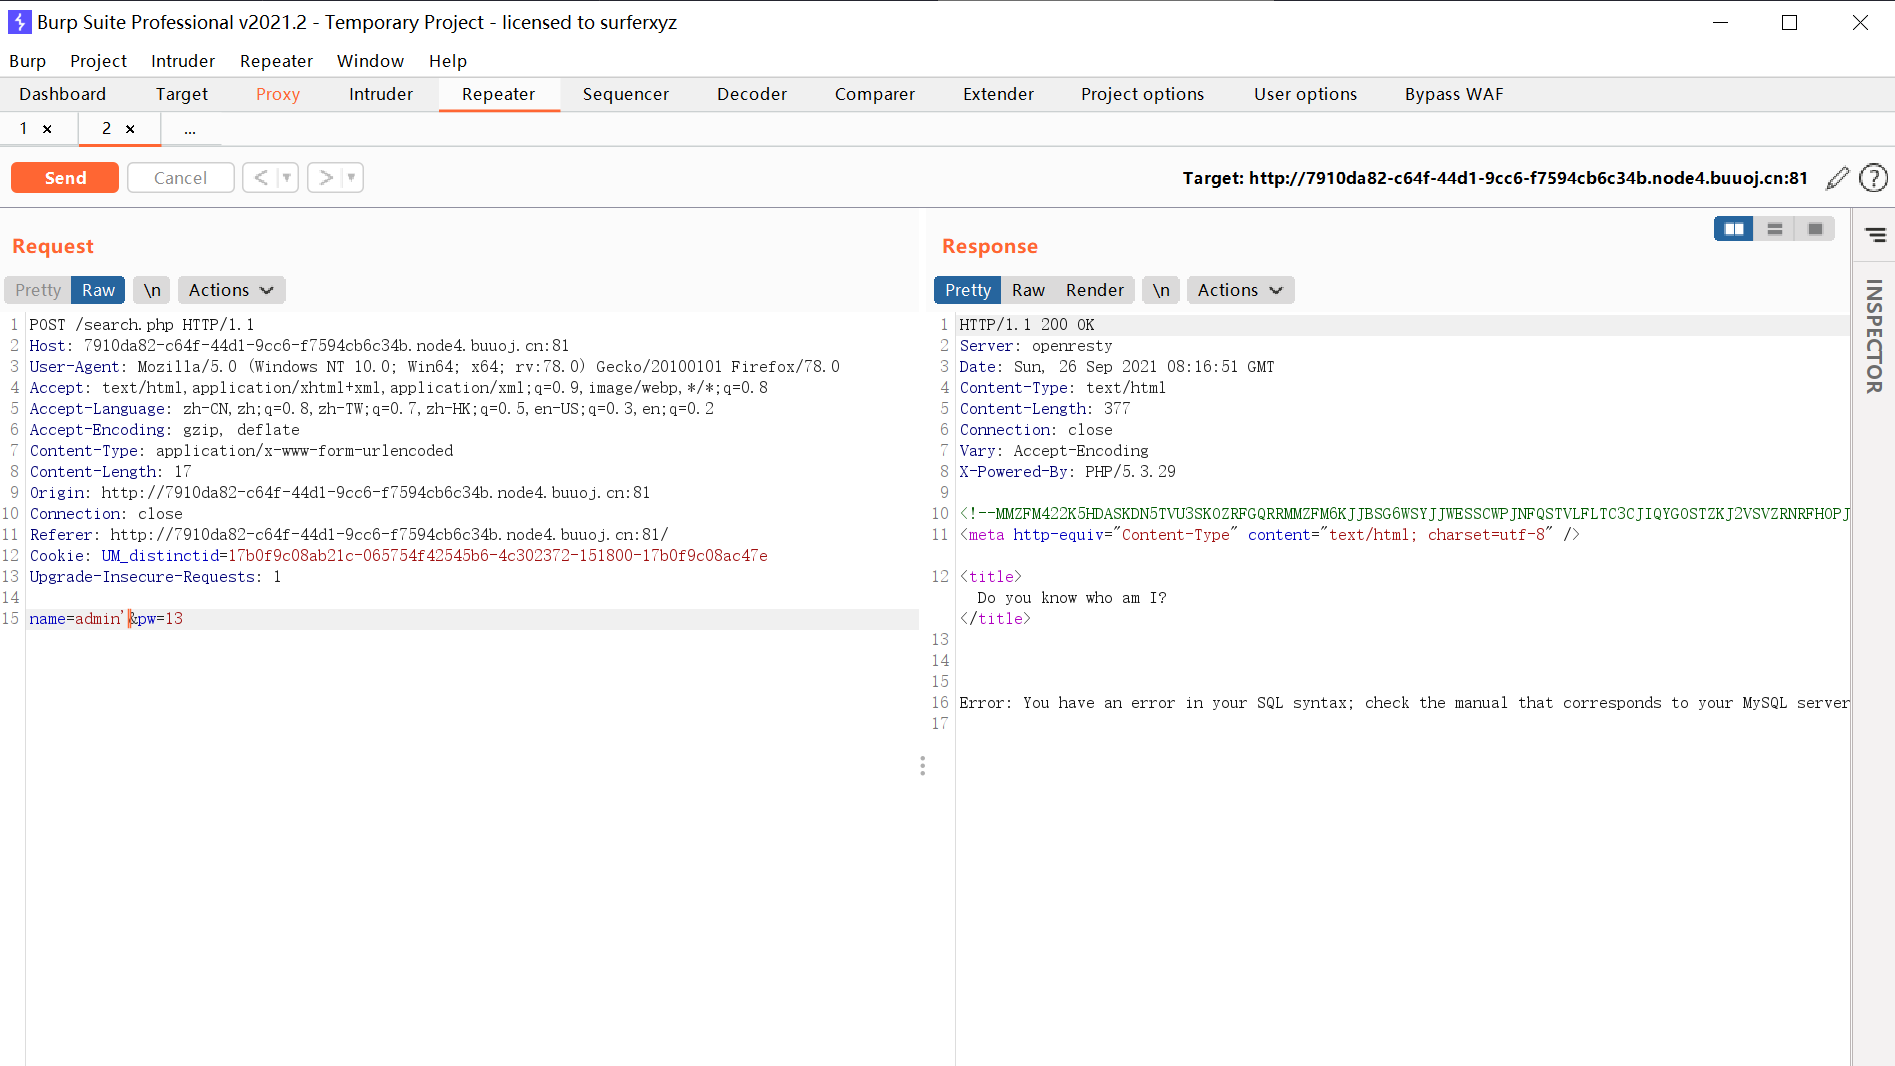 Burp Suite Professional v2021.2 - Temporary Project - licensed to surferxyz
Burp Project Intruder Repeater Window Help
Dashboard Target Proxy Intruder Repeater Sequencer Decoder Comparer Extender Project options User options Bypass WAF
1 × 2 × ...
Send Cancel < ▼ > ▼ Target: http://7910da82-c64f-44d1-9cc6-f7594cb6c34b.node4.buuoj.cn:81 ?
Request
Pretty Raw \n Actions
1 POST /search.php HTTP/1.1
2 Host: 7910da82-c64f-44d1-9cc6-f7594cb6c34b.node4.buuoj.cn:81
3 User-Agent: Mozilla/5.0 (Windows NT 10.0; Win64; x64; rv:78.0) Gecko/20100101 Firefox/78.0
4 Accept: text/html,application/xhtml+xml,application/xml;q=0.9,image/webp,*/*;q=0.8
5 Accept-Language: zh-CN,zh;q=0.8,zh-TW;q=0.7,zh-HK;q=0.5,en-US;q=0.3,en;q=0.2
6 Accept-Encoding: gzip, deflate
7 Content-Type: application/x-www-form-urlencoded
8 Content-Length: 17
9 Origin: http://7910da82-c64f-44d1-9cc6-f7594cb6c34b.node4.buuoj.cn:81
10 Connection: close
11 Referer: http://7910da82-c64f-44d1-9cc6-f7594cb6c34b.node4.buuoj.cn:81/
12 Cookie: UM_distinctid=17b0f9c08ab21c-065754f42545b6-4c302372-151800-17b0f9c08ac47e
13 Upgrade-Insecure-Requests: 1
14
15 name=admin'&pw=13
Response
Pretty Raw Render \n Actions
1 HTTP/1.1 200 OK
2 Server: openresty
3 Date: Sun, 26 Sep 2021 08:16:51 GMT
4 Content-Type: text/html
5 Content-Length: 377
6 Connection: close
7 Vary: Accept-Encoding
8 X-Powered-By: PHP/5.3.29
9
10 <!--MMZFM422K5HDASKDN5TVU3SKOZRFGQRRMMZFM6KJJBSG6WSYJJWESSCWPJNFQSTVLFLTC3CJIQYGOSTZKJ2VSVZRNRFHOPJ
11 <meta http-equiv="Content-Type" content="text/html; charset=utf-8" />
12 <title>
Do you know who am I?
</title>
13
14
15
16 Error: You have an error in your SQL syntax; check the manual that corresponds to your MySQL server
17
INSPECTOR